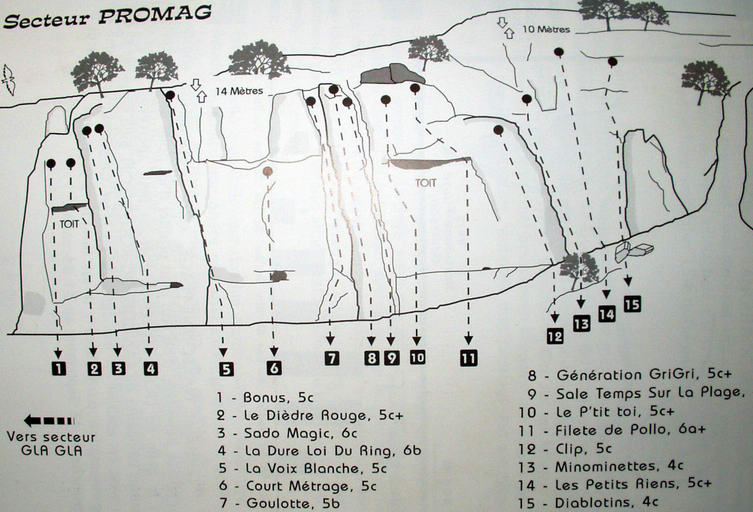 Secteur PROMAG
10 Mètres
14 Mètres
TOIT
TOIT
1
2
3
4
5
6
7
8
9
10
11
12
13
14
15
Vers secteur
GLA GLA
1 - Bonus, 5c
2 - Le Dièdre Rouge, 5c+
3 - Sado Magic, 6c
4 - La Dure Loi Du Ring, 6b
5 - La Voix Blanche, 5c
6 - Court Métrage, 5c
7 - Goulotte, 5b
8 - Génération GriGri, 5c+
9 - Sale Temps Sur La Plage,
10 - Le P'tit toi, 5c+
11 - Filete de Pollo, 6a+
12 - Clip, 5c
13 - Minominettes, 4c
14 - Les Petits Riens, 5c+
15 - Diablotins, 4c